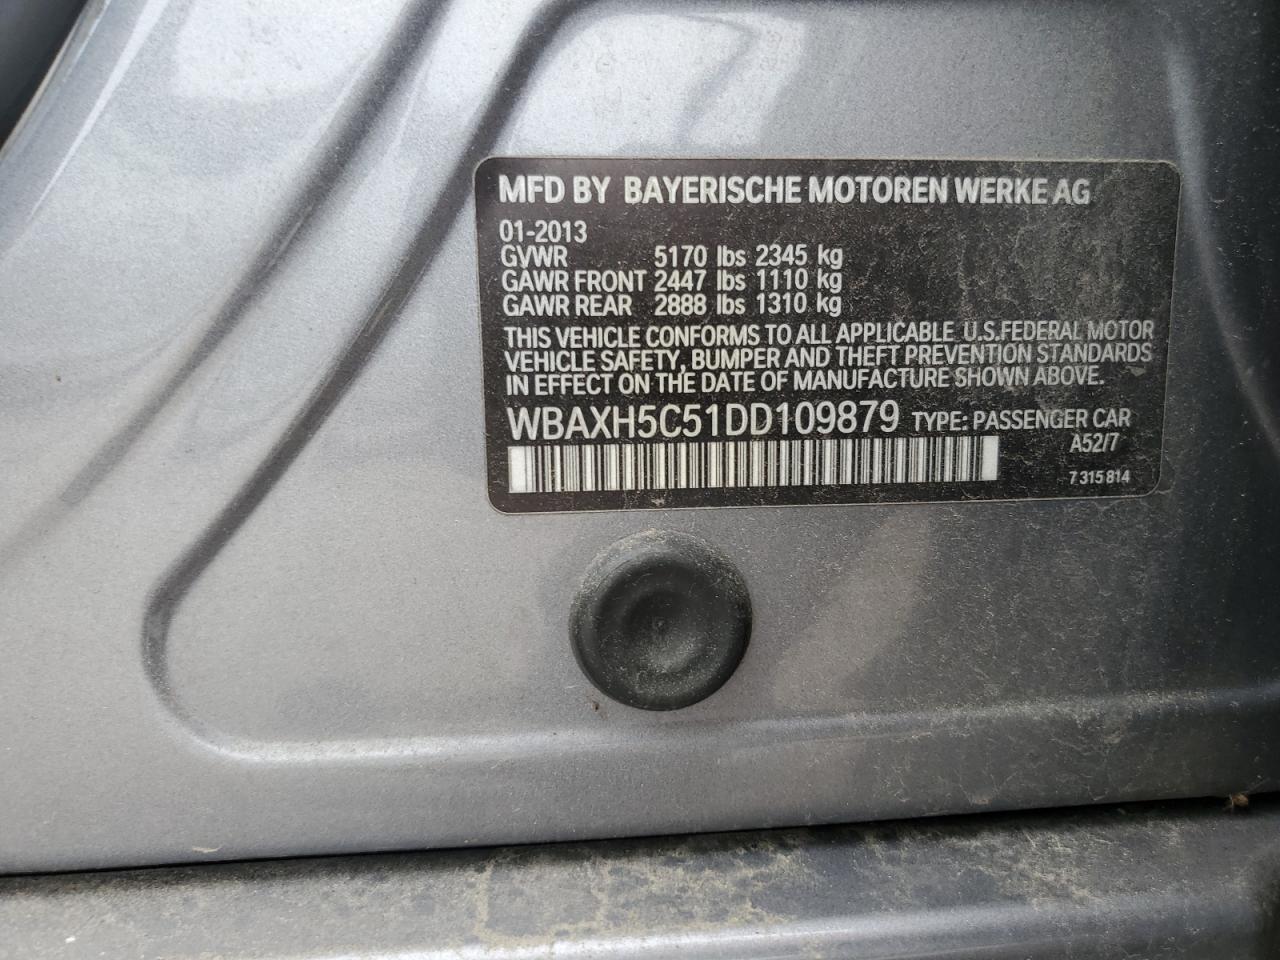 MFD BY BAYERISCHE MOTOREN WERKE AG
01-2013
GVWR 5170 lbs 2345 kg
GAWR FRONT 2447 lbs 1110 kg
GAWR REAR 2888 lbs 1310 kg
THIS VEHICLE CONFORMS TO ALL APPLICABLE U.S.FEDERAL MOTOR
VEHICLE SAFETY, BUMPER AND THEFT PREVENTION STANDARDS
IN EFFECT ON THE DATE OF MANUFACTURE SHOWN ABOVE.
WBAXH5C51DD109879 TYPE: PASSENGER CAR
A52/7
7 315 814